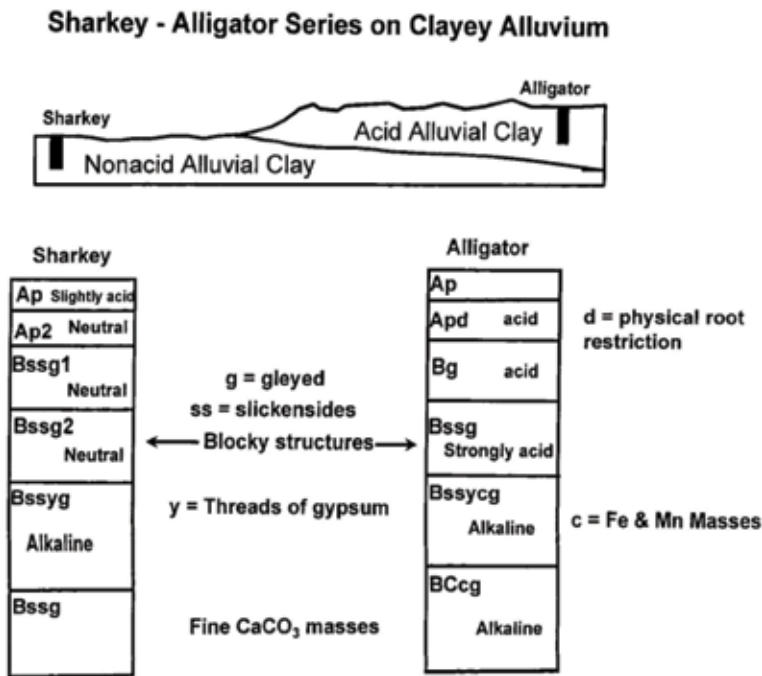 Sharkey - Alligator Series on Clayey Alluvium
Alligator
Sharkey
Acid Alluvial Clay
Nonacid Alluvial Clay
Sharkey
Ap Slightly acid
Ap2 Neutral
Bssg1
Neutral
Bssg2
Neutral
Bssyg
Alkaline
Bssg
g = gleyed
ss = slickensides
Blocky structures
y = Threads of gypsum
Fine CaCO₃ masses
Alligator
Ap
Apd acid
Bg acid
Bssg
Strongly acid
Bssycg
Alkaline
BCcg
Alkaline
d = physical root
restriction
c = Fe & Mn Masses